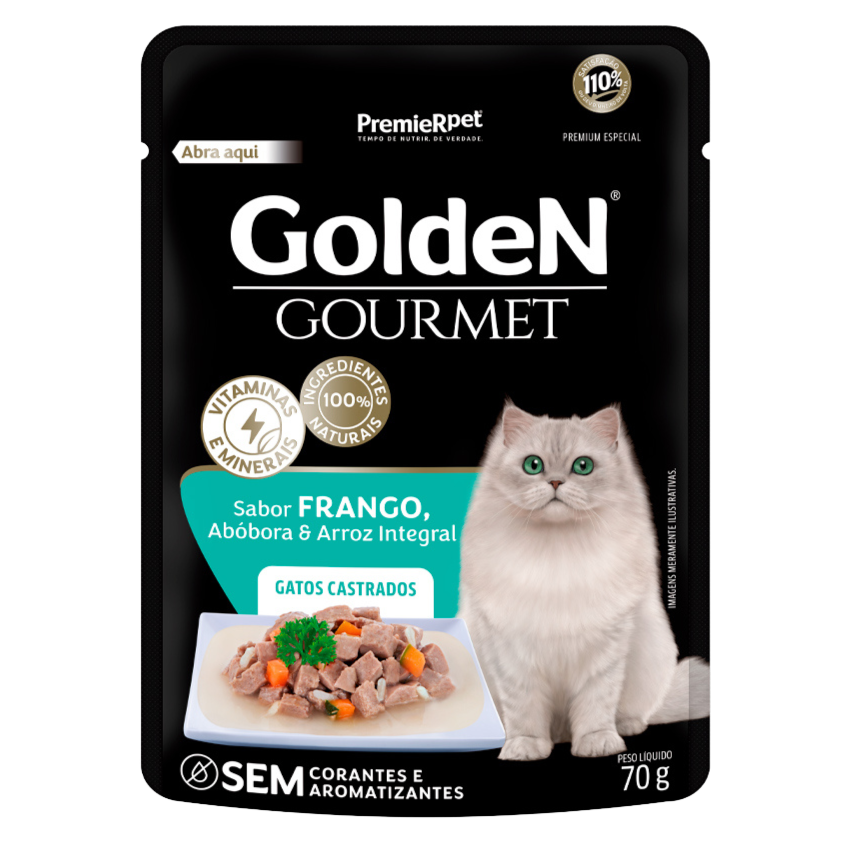 SATISFAÇÃO
110%
PremieRpet®
TEMPO DE NUTRIR. DE VERDADE.
PREMIUM ESPECIAL
Abra aqui
GoldeN®
GOURMET
VITAMINAS
E MINERAIS
INGREDIENTES
100%
NATURAIS
Sabor FRANGO,
Abóbora & Arroz Integral
GATOS CASTRADOS
IMAGENS MERAMENTE ILUSTRATIVAS.
SEM CORANTES E
AROMATIZANTES
PESO LÍQUIDO
70 g